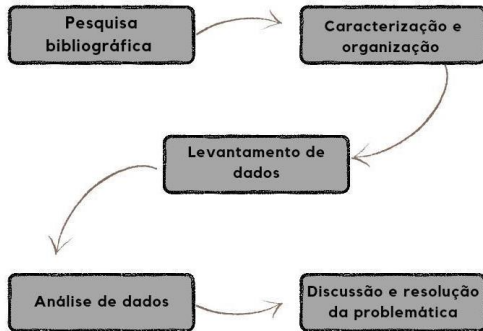 Pesquisa
bibliográfica
Caracterização e
organização
Levantamento de
dados
Análise de dados
Discussão e resolução
da problemática